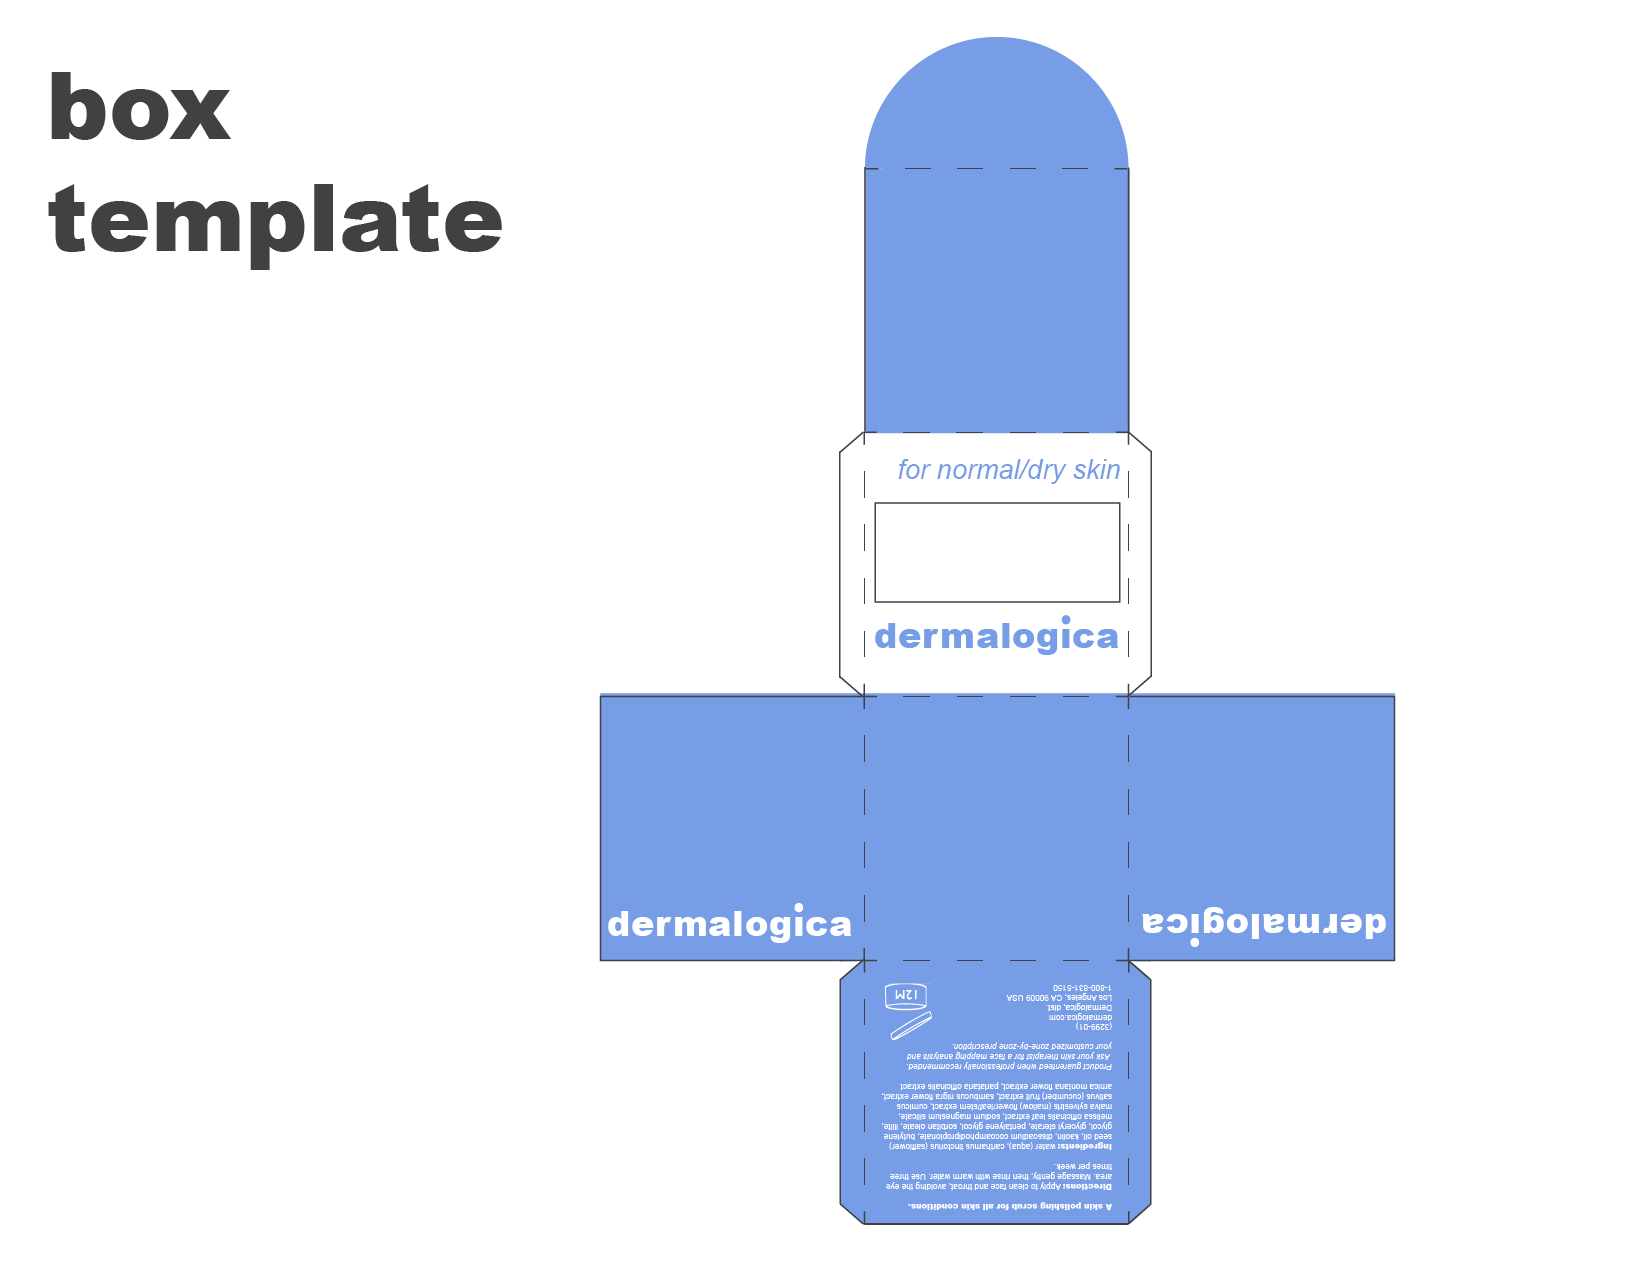 box
template
for normal/dry skin
dermalogica
dermalogica
dermalogica
A skin polishing scrub for all skin conditions.
Directions: Apply to clean face and throat, avoiding the eye
area. Massage gently, then rinse with warm water. Use three
times per week.
Ingredients: water (aqua), carthamus tinctorius (safflower)
seed oil, kaolin, dissoadium cocoamphodpropionate, butylene
glycol, glyceryl sterate, pentalyene glycol, sorbitan oleate, illite,
melissa officinalis leaf extract, sodium magnesium silicate,
malva sylvestris (mallow) flower/leaf/stem extract, cumicus
sativus (cucumber) fruit extract, sambucus nigra flower extract,
arnica montana flower extract, parietaria officinalis extract
Product guaranteed when professionally recommended.
Ask your skin therapist for a face mapping analysis and
your customized zone-by-zone prescription.
(3299-01)
dermalogica.com
Dermalogica, dist.
Los Angeles, CA 90009 USA
1-800-831-5150
12M